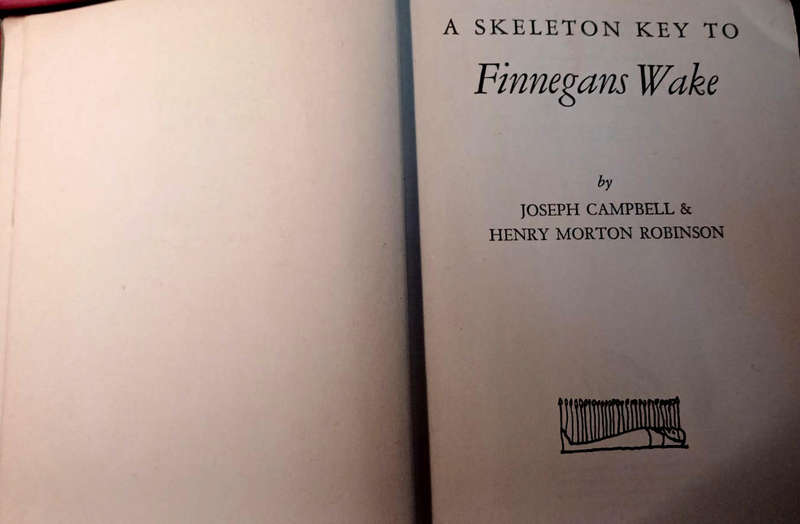 A SKELETON KEY TO
Finnegans Wake
by
JOSEPH CAMPBELL &
HENRY MORTON ROBINSON